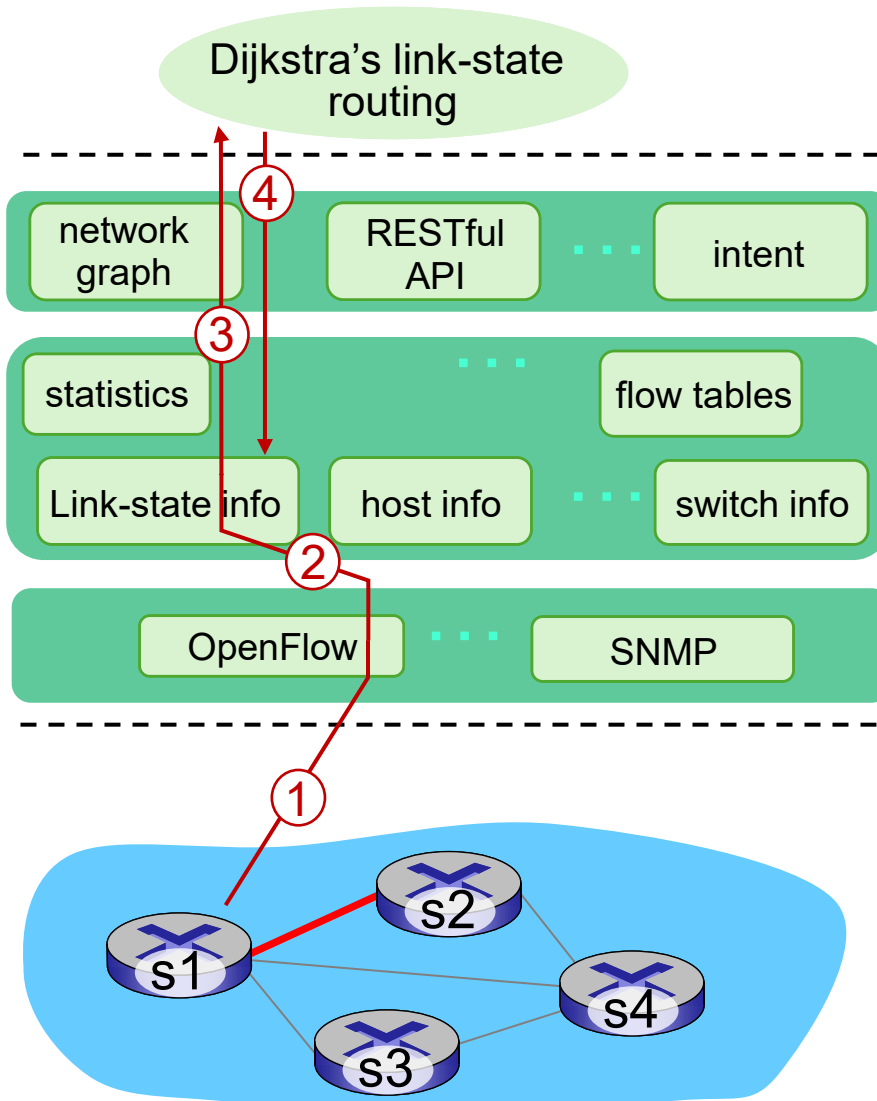 Dijkstra’s link-state
routing
4
network
graph
RESTful
API
intent
3
statistics
flow tables
Link-state info
host info
switch info
2
OpenFlow
SNMP
1
s2
s1
s4
s3